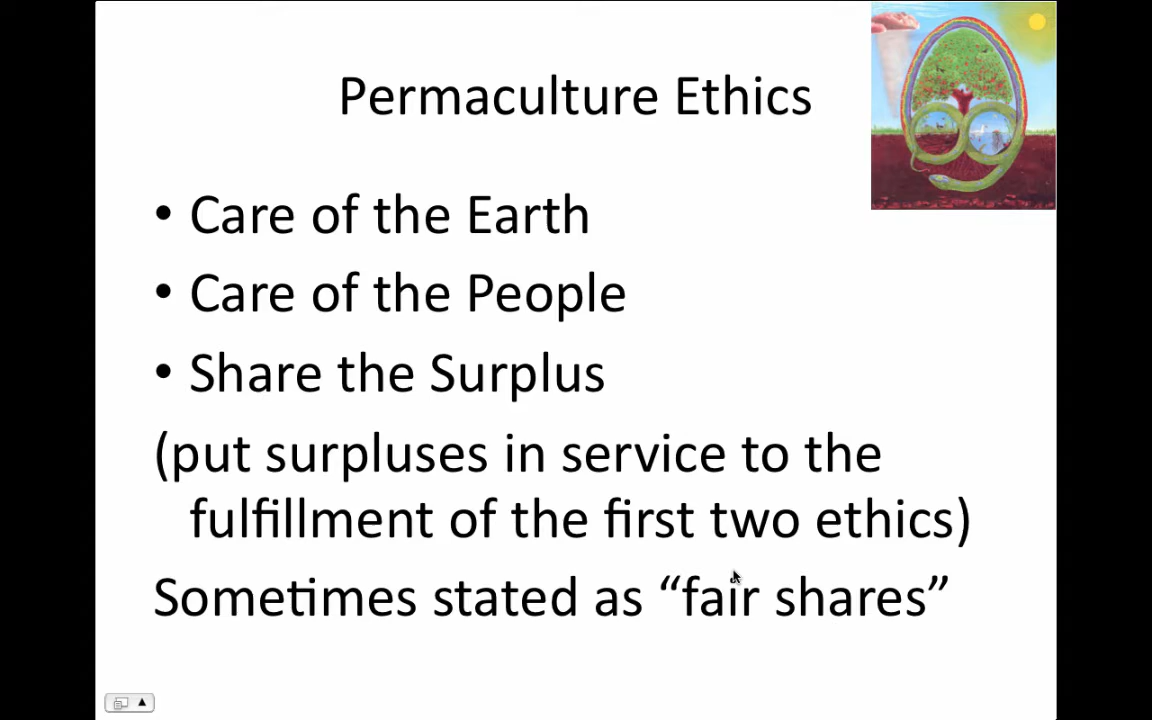 Permaculture Ethics
• Care of the Earth
• Care of the People
• Share the Surplus
(put surpluses in service to the
fulfillment of the first two ethics)
Sometimes stated as “fair shares”